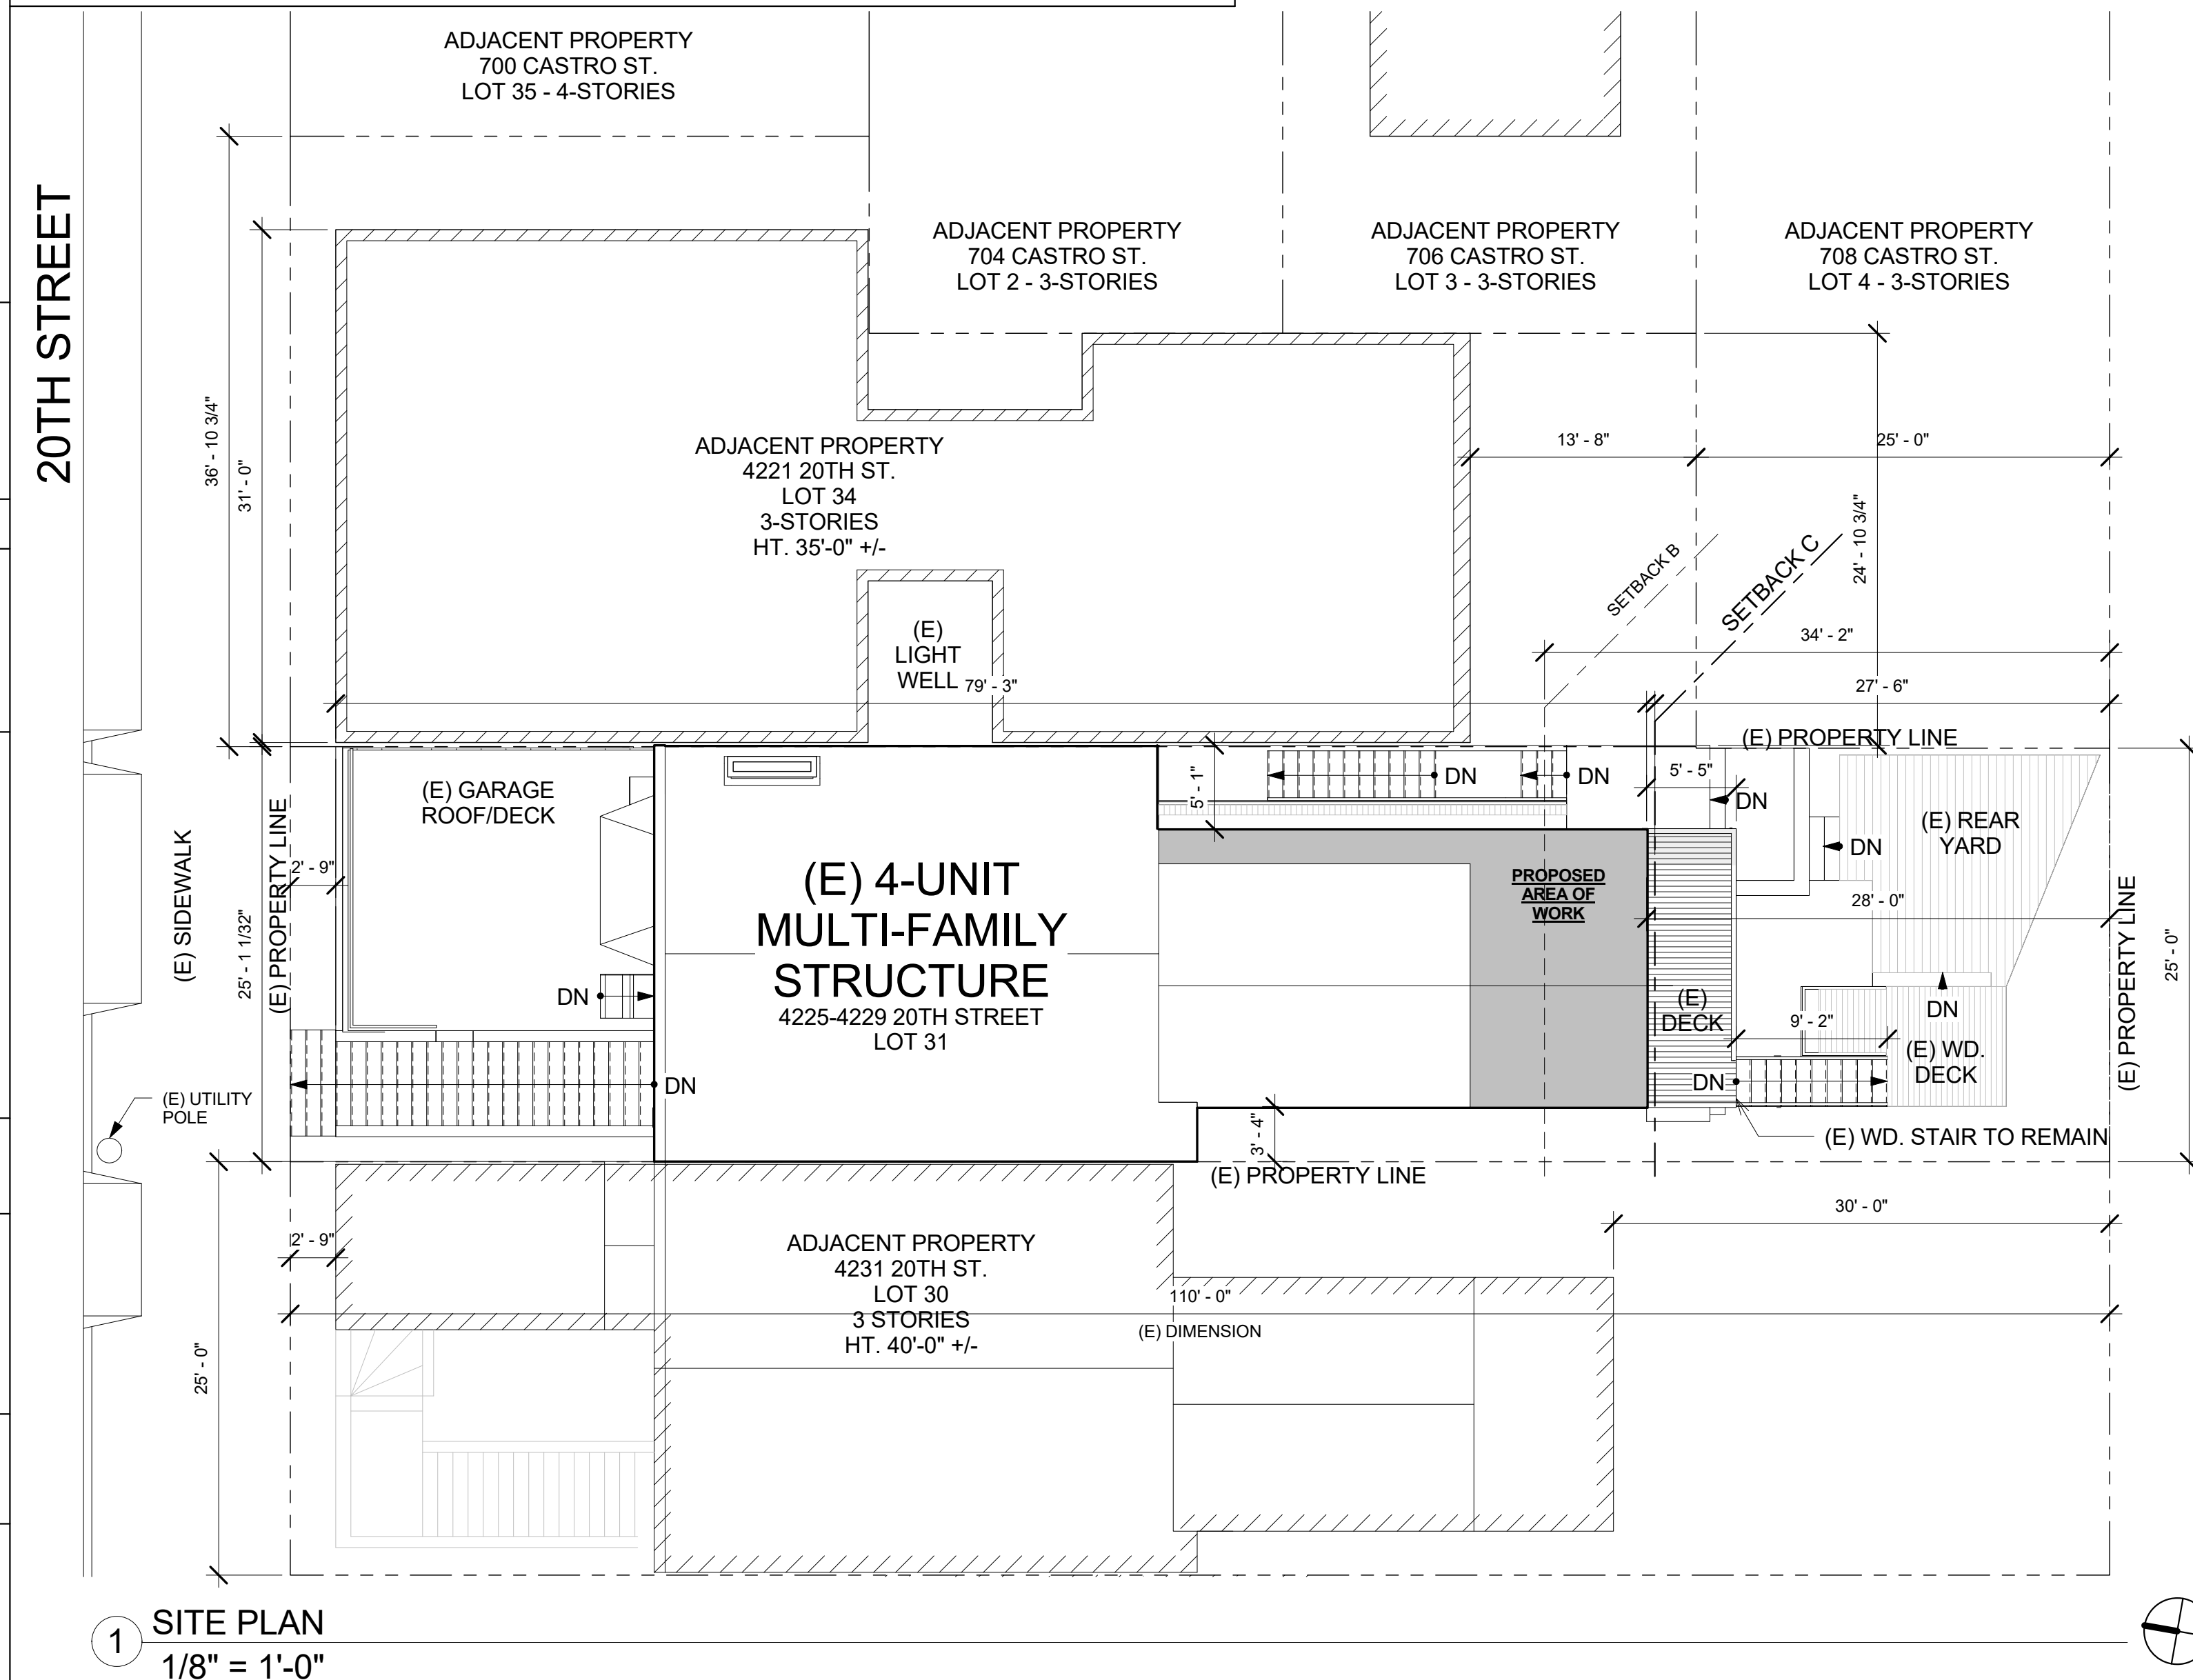 ADJACENT PROPERTY
700 CASTRO ST.
LOT 35 - 4-STORIES
20TH STREET
ADJACENT PROPERTY
704 CASTRO ST.
LOT 2 - 3-STORIES
ADJACENT PROPERTY
706 CASTRO ST.
LOT 3 - 3-STORIES
ADJACENT PROPERTY
708 CASTRO ST.
LOT 4 - 3-STORIES
36' - 10 3/4"
31' - 0"
ADJACENT PROPERTY
4221 20TH ST.
LOT 34
3-STORIES
HT. 35'-0" +/-
13' - 8"
25' - 0"
24' - 10 3/4"
SETBACK B
SETBACK C
34' - 2"
(E)
LIGHT
WELL
79' - 3"
27' - 6"
(E) PROPERTY LINE
(E) GARAGE
ROOF/DECK
5' - 1"
DN
DN
5' - 5"
DN
(E) REAR
YARD
DN
(E) SIDEWALK
25' - 1 1/32"
(E) PROPERTY LINE
2' - 9"
(E) 4-UNIT
MULTI-FAMILY
STRUCTURE
4225-4229 20TH STREET
LOT 31
PROPOSED
AREA OF
WORK
28' - 0"
(E) PROPERTY LINE
25' - 0"
DN
(E)
DECK
9' - 2"
DN
(E) WD.
DECK
DN
DN
(E) UTILITY
POLE
3' - 4"
(E) WD. STAIR TO REMAIN
(E) PROPERTY LINE
30' - 0"
2' - 9"
ADJACENT PROPERTY
4231 20TH ST.
LOT 30
3 STORIES
HT. 40'-0" +/-
110' - 0"
(E) DIMENSION
25' - 0"
1
SITE PLAN
1/8" = 1'-0"